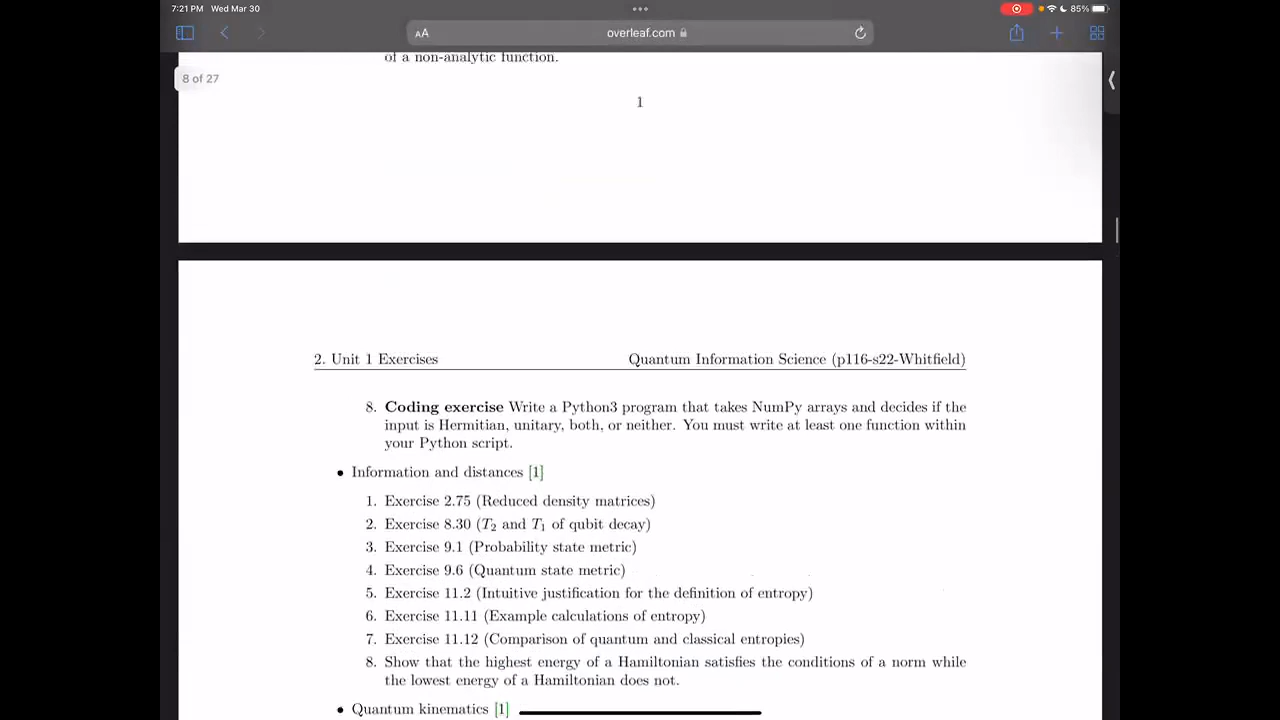 7:21 PM Wed Mar 30
85%
AA
overleaf.com
of a non-analytic function.
8 of 27
1
2. Unit 1 Exercises Quantum Information Science (p116-s22-Whitfield)
8. Coding exercise Write a Python3 program that takes NumPy arrays and decides if the
input is Hermitian, unitary, both, or neither. You must write at least one function within
your Python script.
• Information and distances [1]
1. Exercise 2.75 (Reduced density matrices)
2. Exercise 8.30 (T₂ and T₁ of qubit decay)
3. Exercise 9.1 (Probability state metric)
4. Exercise 9.6 (Quantum state metric)
5. Exercise 11.2 (Intuitive justification for the definition of entropy)
6. Exercise 11.11 (Example calculations of entropy)
7. Exercise 11.12 (Comparison of quantum and classical entropies)
8. Show that the highest energy of a Hamiltonian satisfies the conditions of a norm while
the lowest energy of a Hamiltonian does not.
• Quantum kinematics [1]